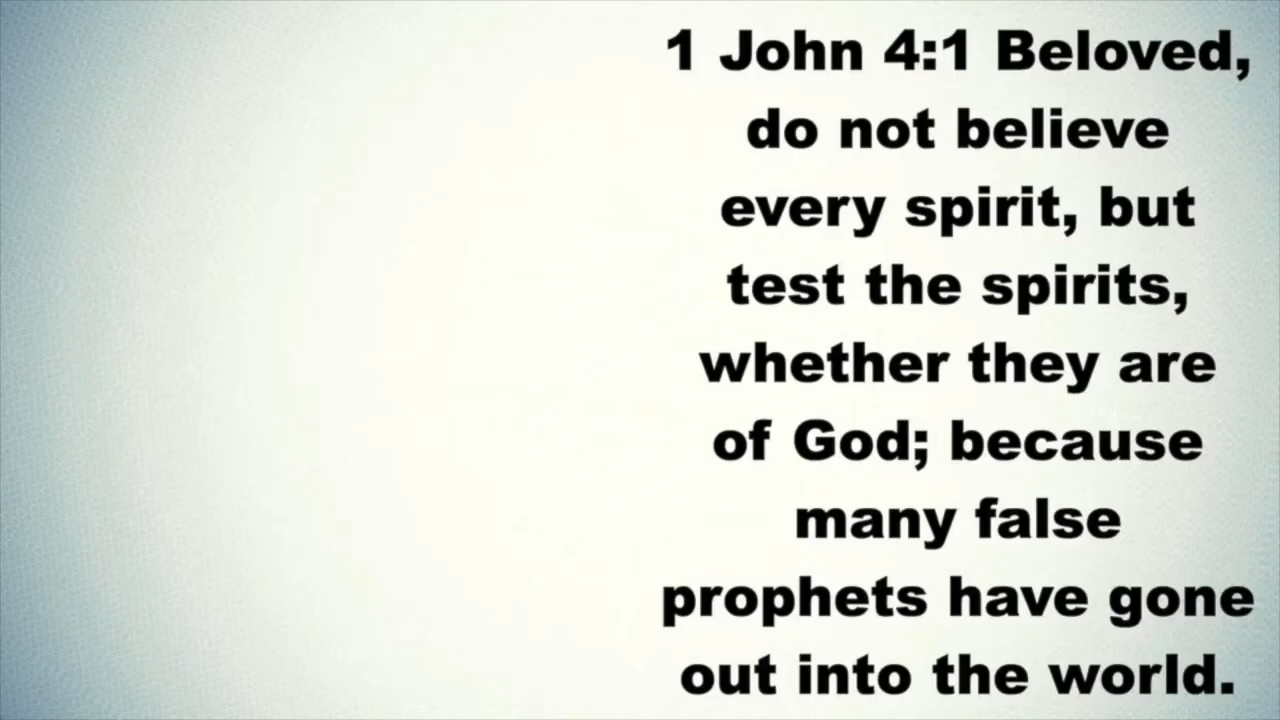 1 John 4:1 Beloved,
do not believe
every spirit, but
test the spirits,
whether they are
of God; because
many false
prophets have gone
out into the world.